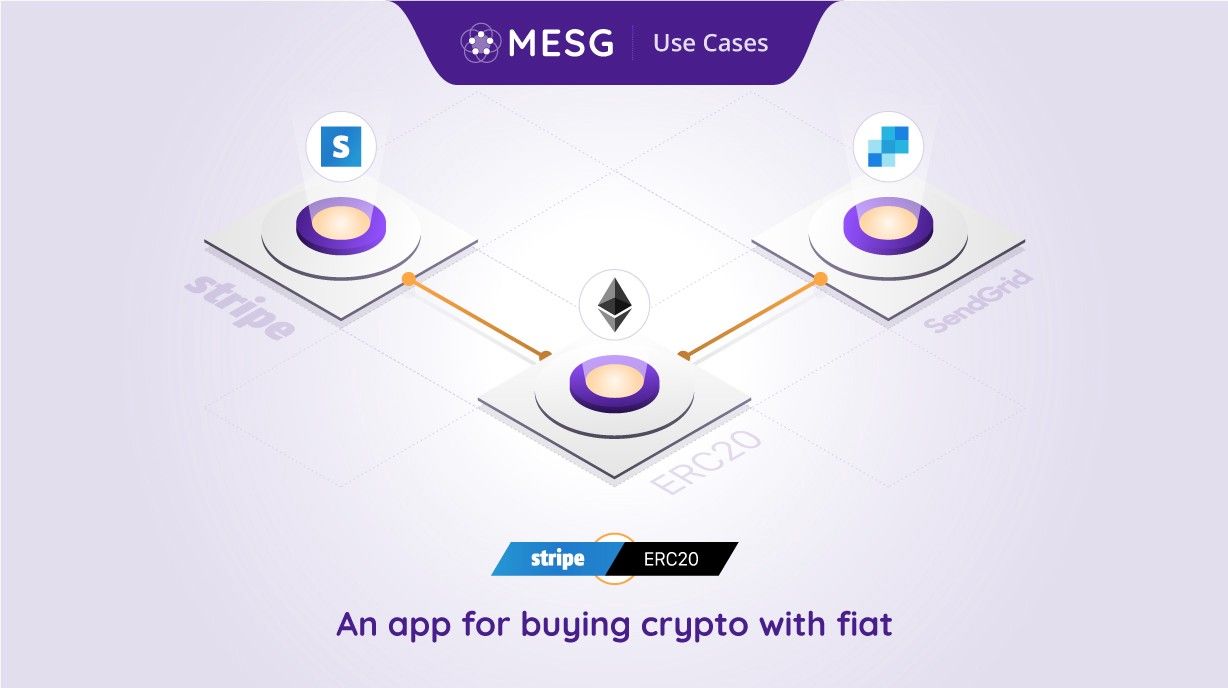 MESG | Use Cases
S
stripe
SendGrid
ERC20
stripe ERC20
An app for buying crypto with fiat